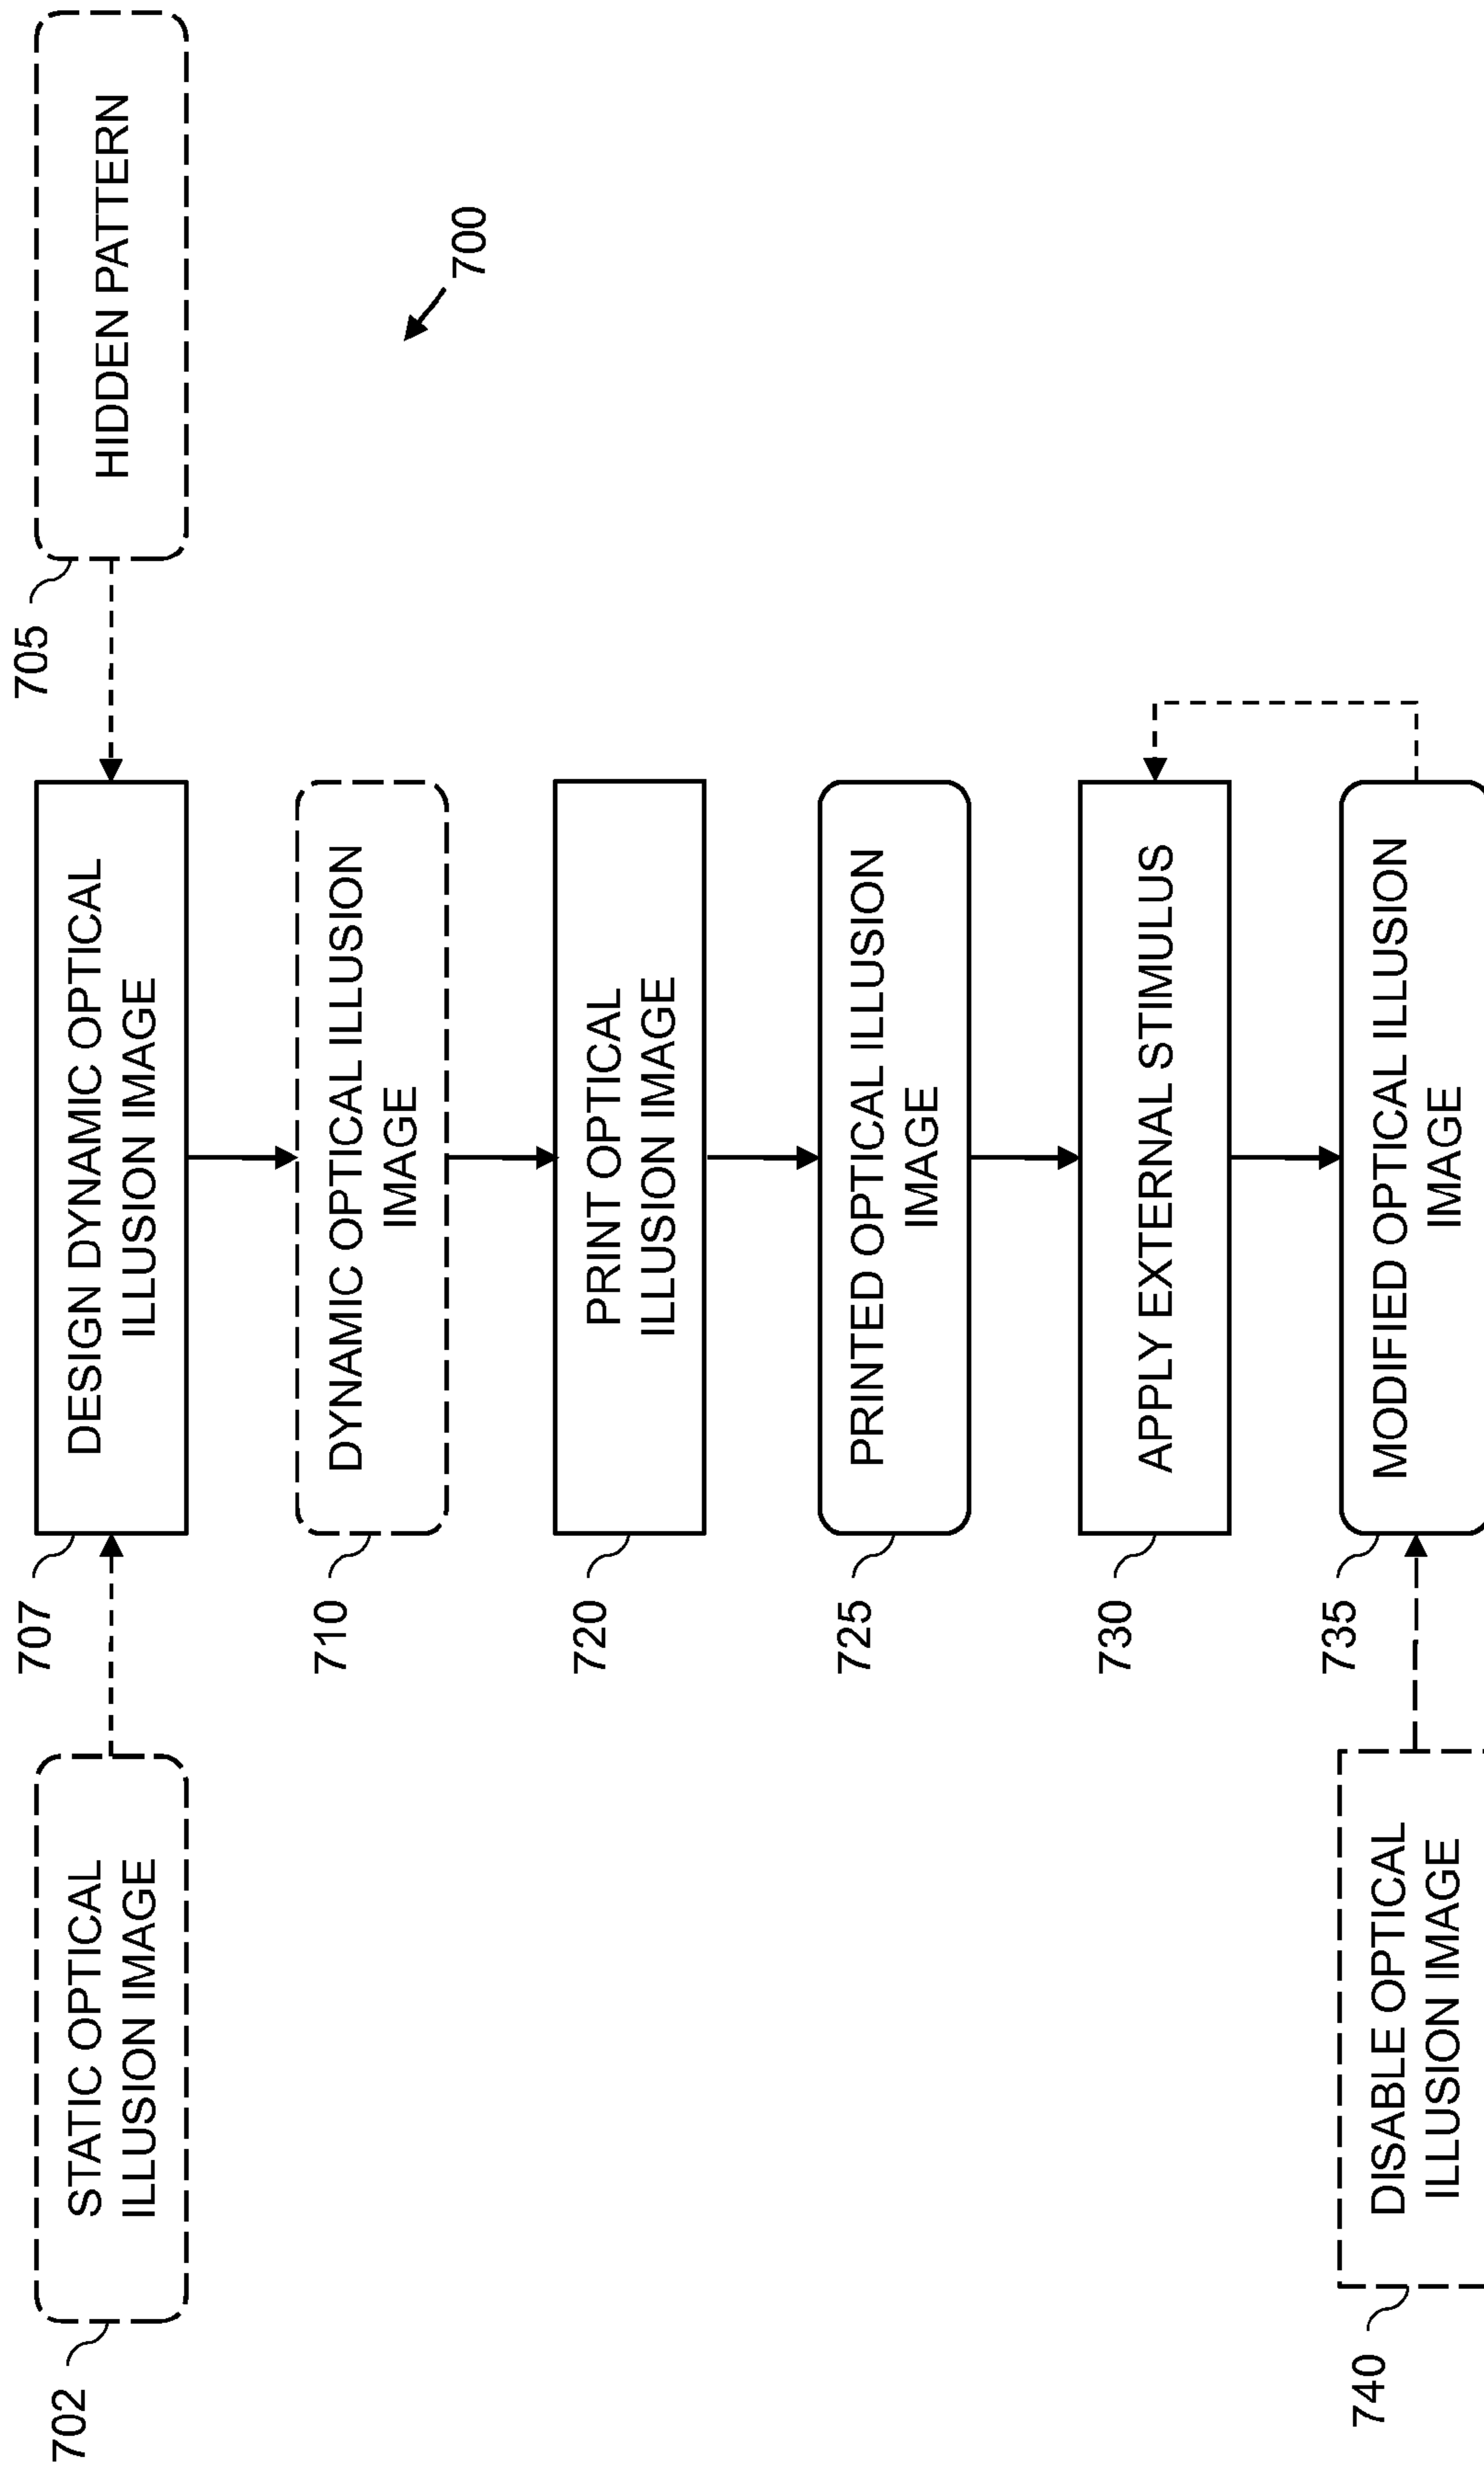 702
STATIC OPTICAL
ILLUSION IMAGE
707
DESIGN DYNAMIC OPTICAL
ILLUSION IMAGE
705
HIDDEN PATTERN
700
710
DYNAMIC OPTICAL ILLUSION
IMAGE
720
PRINT OPTICAL
ILLUSION IMAGE
725
PRINTED OPTICAL ILLUSION
IMAGE
730
APPLY EXTERNAL STIMULUS
740
DISABLE OPTICAL
ILLUSION IMAGE
735
MODIFIED OPTICAL ILLUSION
IMAGE